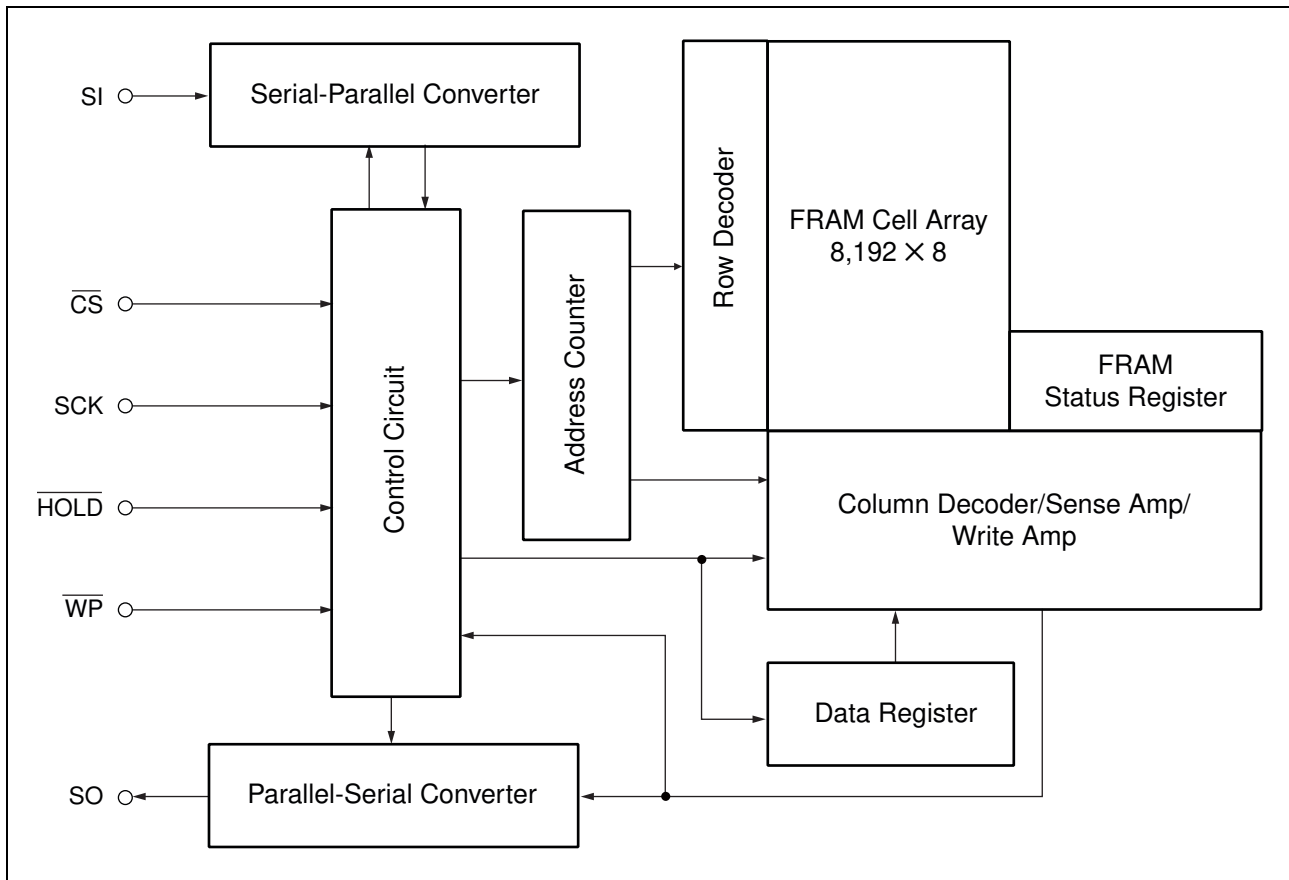 SI
Serial-Parallel Converter
CS
SCK
HOLD
WP
SO
Control Circuit
Address Counter
Row Decoder
FRAM Cell Array
8,192 × 8
FRAM
Status Register
Column Decoder/Sense Amp/
Write Amp
Data Register
Parallel-Serial Converter